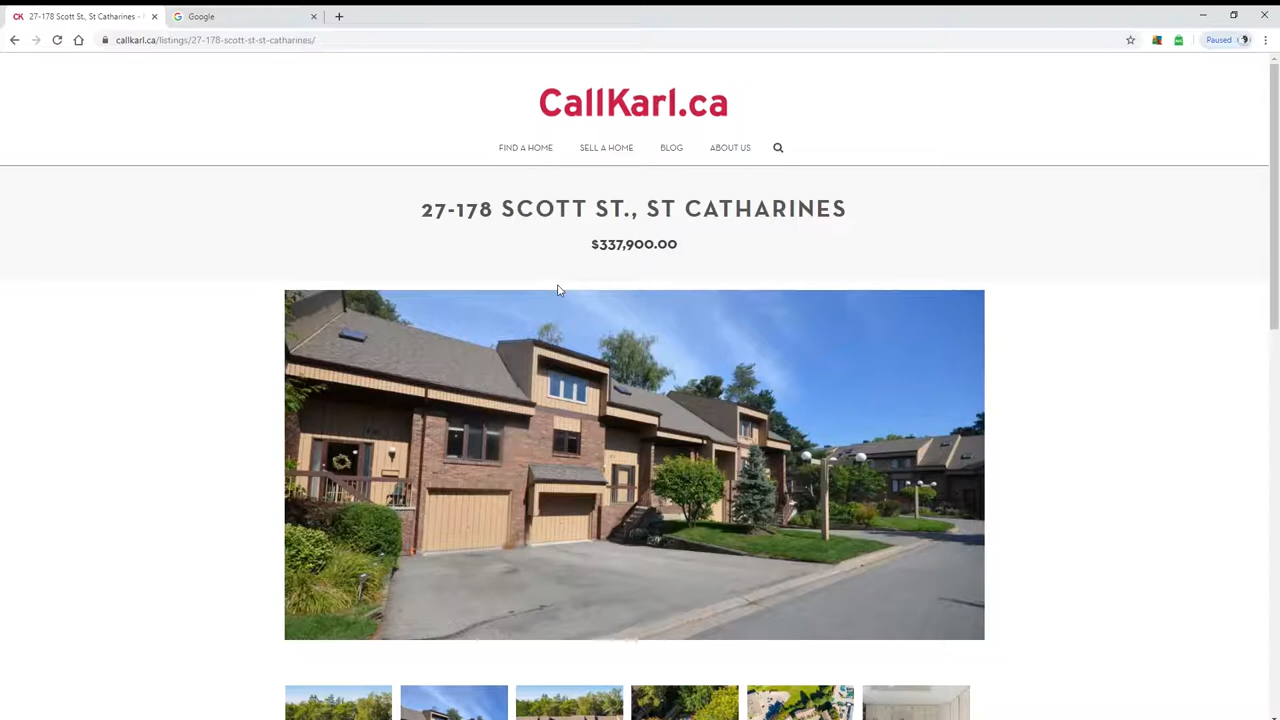 CK 27-178 Scott St, St Catharines -
Google
callkarl.ca/listings/27-178-scott-st-st-catharines/
Paused
CallKarl.ca
FIND A HOME
SELL A HOME
BLOG
ABOUT US
27-178 SCOTT ST., ST CATHARINES
$337,900.00